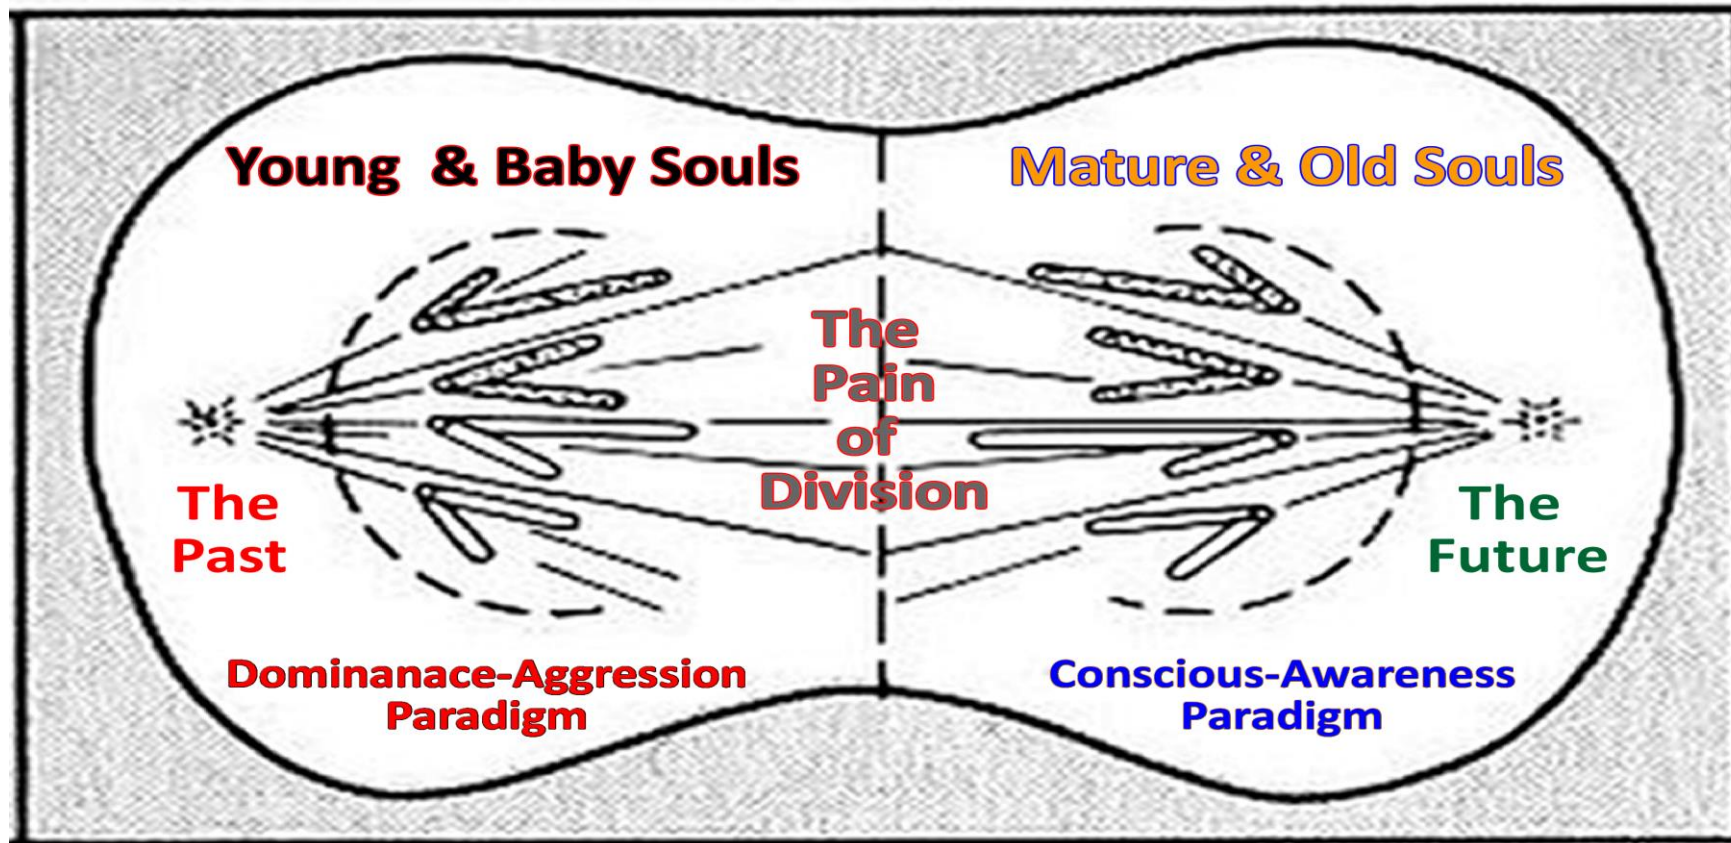 Young & Baby Souls
Mature & Old Souls
The
Pain
of
Division
The
Past
The
Future
Dominanace-Aggression
Paradigm
Conscious-Awareness
Paradigm